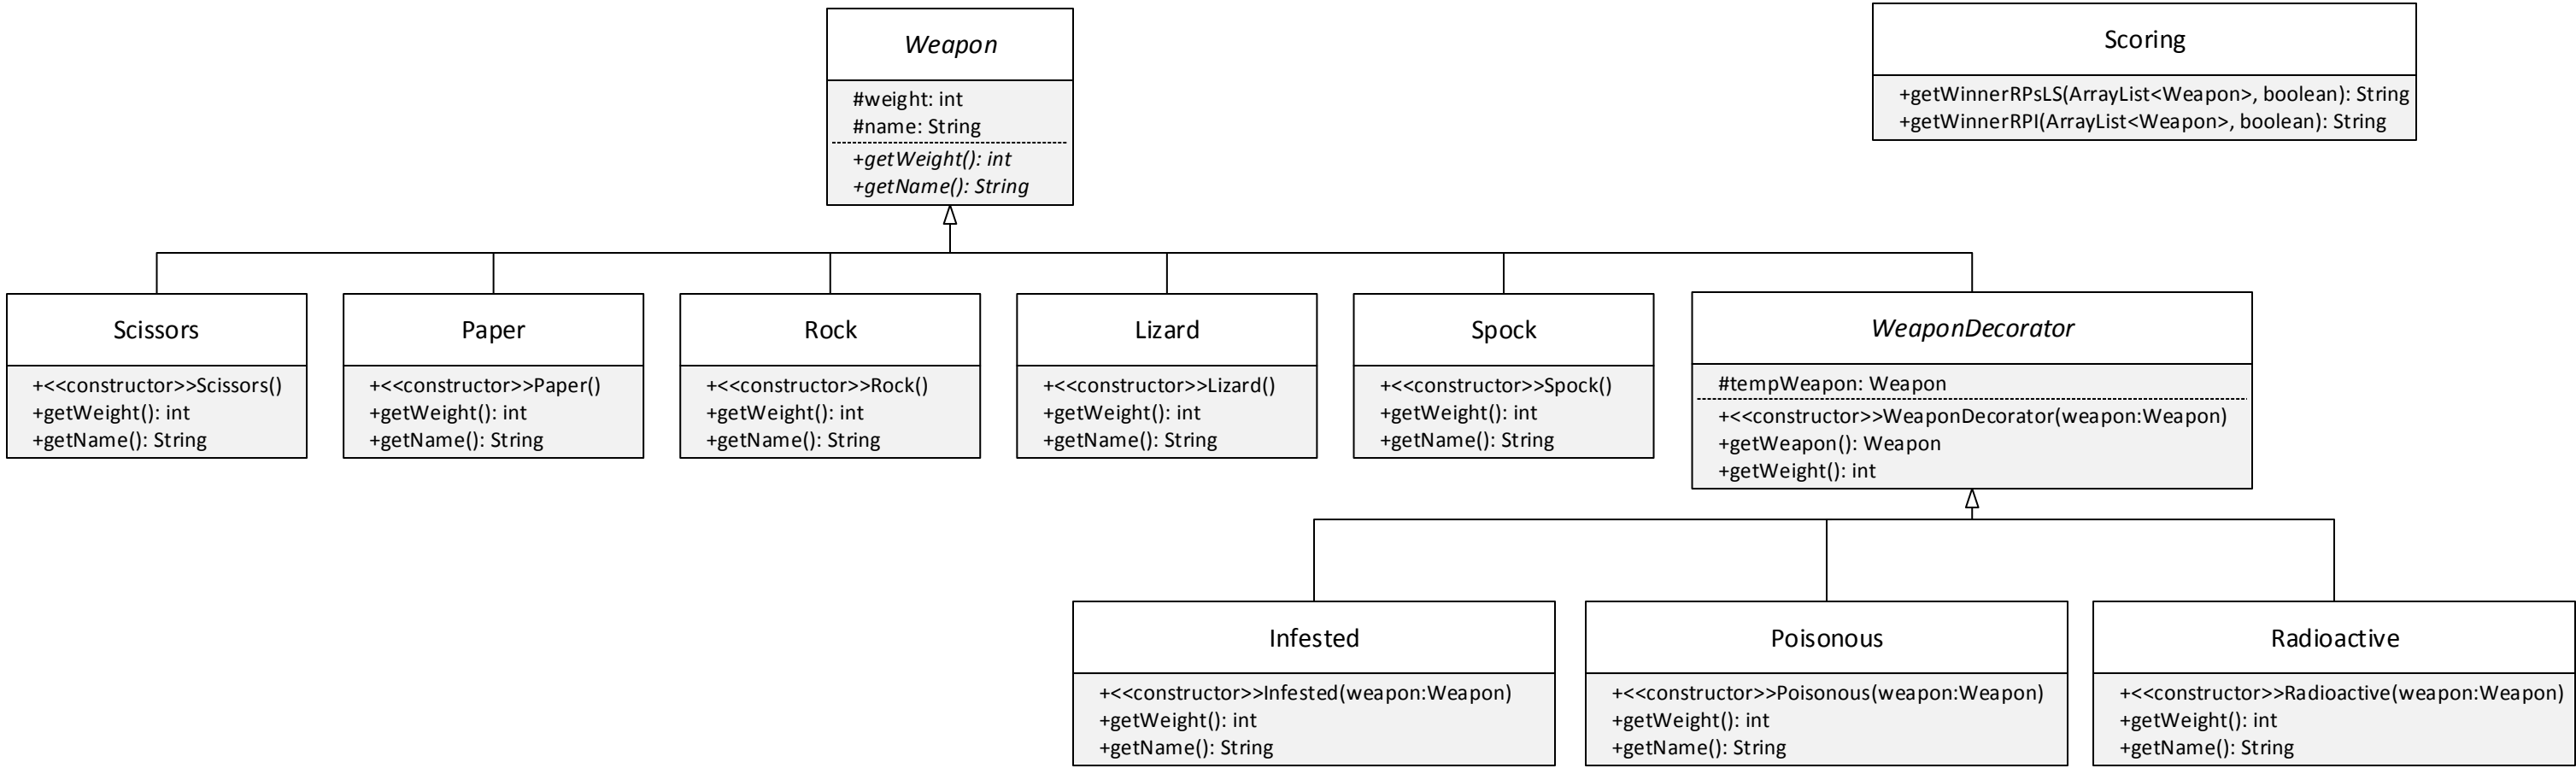 Weapon
#weight: int
#name: String
+getWeight(): int
+getName(): String
Scoring
+getWinnerRPsLS(ArrayList<Weapon>, boolean): String
+getWinnerRPI(ArrayList<Weapon>, boolean): String
Scissors
+<<constructor>>Scissors()
+getWeight(): int
+getName(): String
Paper
+<<constructor>>Paper()
+getWeight(): int
+getName(): String
Rock
+<<constructor>>Rock()
+getWeight(): int
+getName(): String
Lizard
+<<constructor>>Lizard()
+getWeight(): int
+getName(): String
Spock
+<<constructor>>Spock()
+getWeight(): int
+getName(): String
WeaponDecorator
#tempWeapon: Weapon
+<<constructor>>WeaponDecorator(weapon:Weapon)
+getWeapon(): Weapon
+getWeight(): int
Infested
+<<constructor>>Infested(weapon:Weapon)
+getWeight(): int
+getName(): String
Poisonous
+<<constructor>>Poisonous(weapon:Weapon)
+getWeight(): int
+getName(): String
Radioactive
+<<constructor>>Radioactive(weapon:Weapon)
+getWeight(): int
+getName(): String